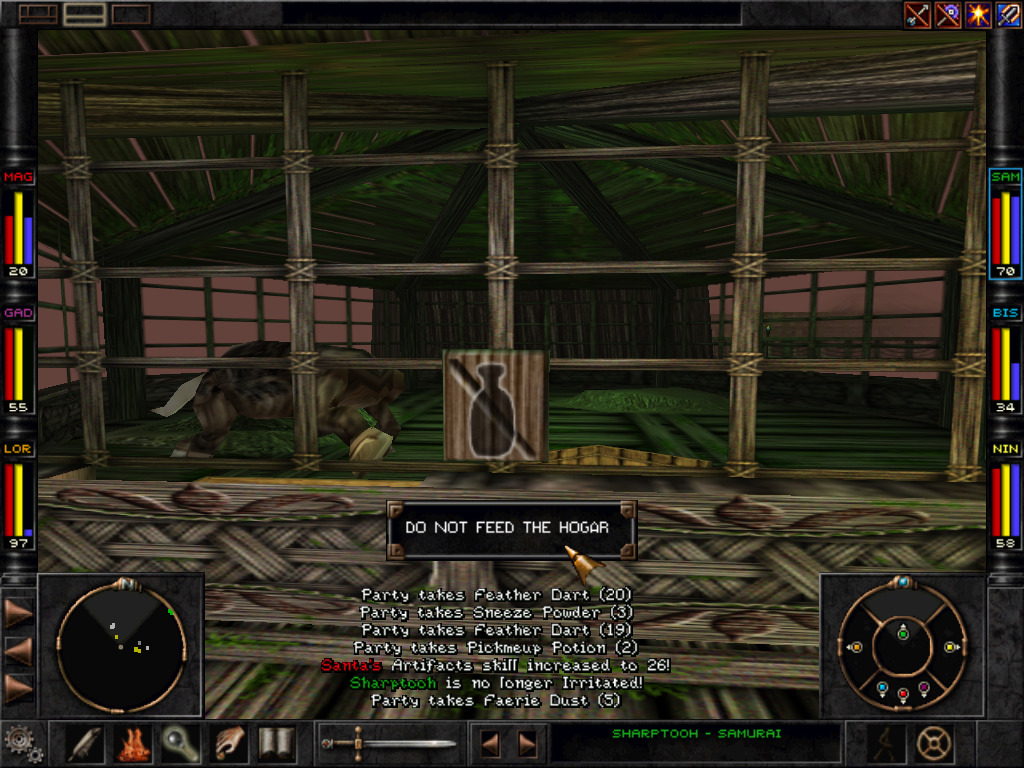 MAG
20
GAD
55
LOR
97
SAM
70
BIS
34
NIN
58
DO NOT FEED THE HOGAR
Party takes Feather Dart (20)
Party takes Sneeze Powder (3)
Party takes Feather Dart (19)
Party takes Pickmeup Potion (2)
Santa's Artifacts skill increased to 26!
Sharptooh is no longer Irritated!
Party takes Faerie Dust (5)
N
SHARPTOOH - SAMURAI